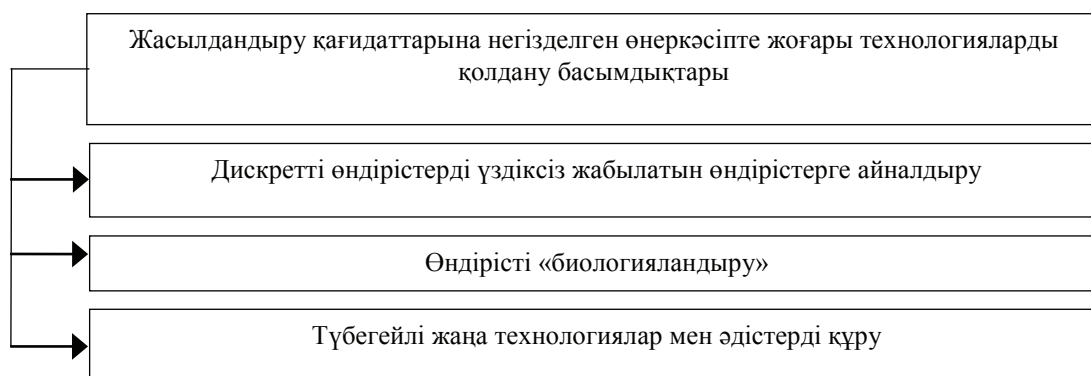 Жасылдандыру қағидаттарына негізделген өнеркәсіпте жоғары технологияларды
қолдану басымдықтары
Дискретті өндірістерді үздіксіз жабылатын өндірістерге айналдыру
Өндірісті «биологияландыру»
Түбегейлі жаңа технологиялар мен әдістерді құру